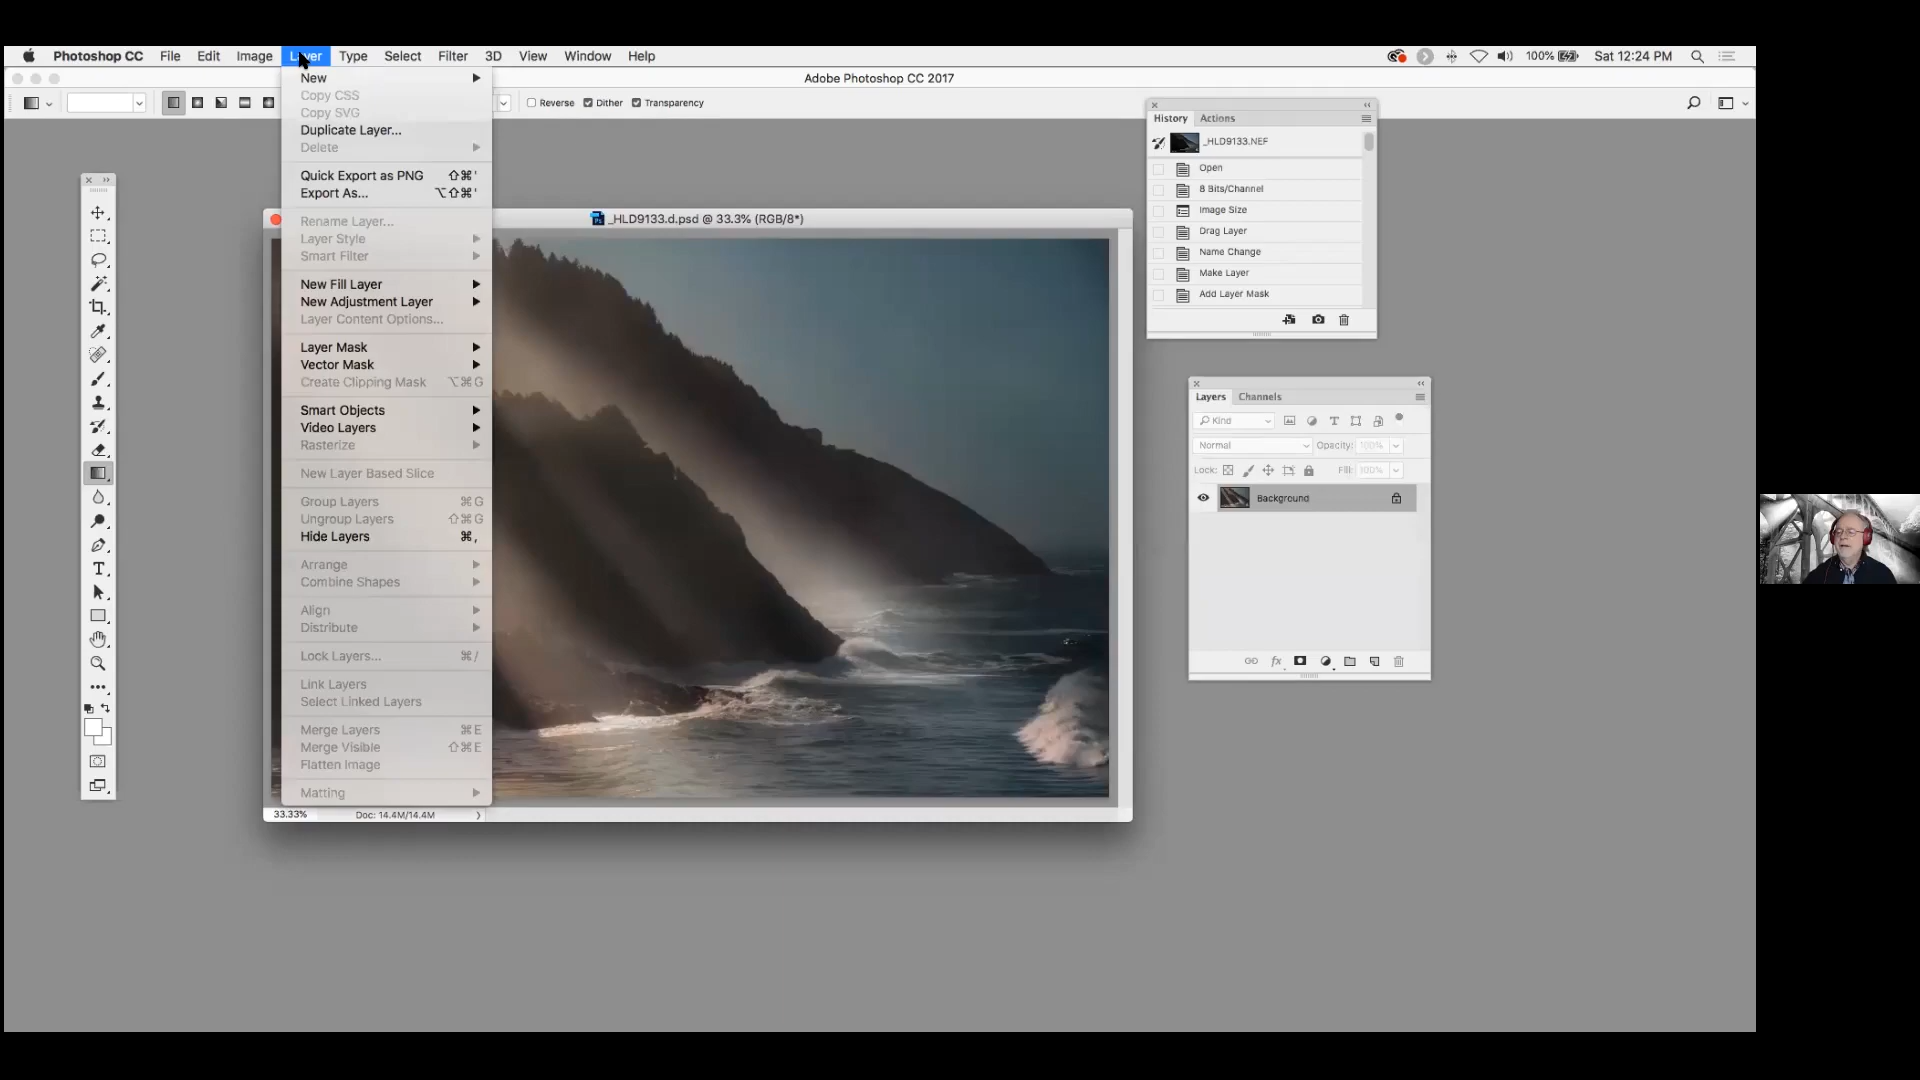 Photoshop CC File Edit Image Layer Type Select Filter 3D View Window Help 100% Sat 12:24 PM
Adobe Photoshop CC 2017
Reverse Dither Transparency
New
Copy CSS
Copy SVG
Duplicate Layer...
Delete
Quick Export as PNG ⇧⌘'
Export As... ⌥⇧⌘'
Rename Layer...
Layer Style
Smart Filter
New Fill Layer
New Adjustment Layer
Layer Content Options...
Layer Mask
Vector Mask
Create Clipping Mask ⌥⌘G
Smart Objects
Video Layers
Rasterize
New Layer Based Slice
Group Layers ⌘G
Ungroup Layers ⇧⌘G
Hide Layers ⌘,
Arrange
Combine Shapes
Align
Distribute
Lock Layers... ⌘/
Link Layers
Select Linked Layers
Merge Layers ⌘E
Merge Visible ⇧⌘E
Flatten Image
Matting
_HLD9133.d.psd @ 33.3% (RGB/8*)
33.33% Doc: 14.4M/14.4M
History Actions
_HLD9133.NEF
Open
8 Bits/Channel
Image Size
Drag Layer
Name Change
Make Layer
Add Layer Mask
Layers Channels
Kind
Normal Opacity: 100%
Lock: Fill: 100%
Background
fx